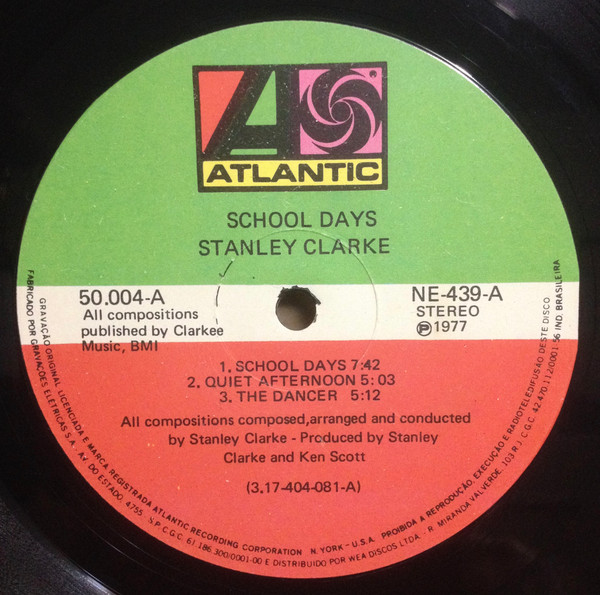 ATLANTIC
®
SCHOOL DAYS
STANLEY CLARKE
50.004-A
All compositions
published by Clarkee
Music, BMI
NE-439-A
STEREO
℗ 1977
1. SCHOOL DAYS 7:42
2. QUIET AFTERNOON 5:03
3. THE DANCER 5:12
All compositions composed,arranged and conducted
by Stanley Clarke - Produced by Stanley
Clarke and Ken Scott
(3.17-404-081-A)
GRAVAÇÃO ORIGINAL LICENCIADA E MARCA REGISTRADA ATLANTIC RECORDING CORPORATION N. YORK - U.S.A. PROIBIDA A REPRODUÇÃO, EXECUÇÃO E RADIOTELEDIFUSÃO DESTE DISCO
FABRICADO POR GRAVAÇÕES ELÉTRICAS S.A. - AV. DO ESTADO, 4755 N.P. C.G.C. 61 186.300/0001-00 E DISTRIBUIDO POR WEA DISCOS LTDA - R. MIRANDA VALVERDE, 103 RJ C.G.C. 42.470.112/0001 56 IND. BRASILEIRA